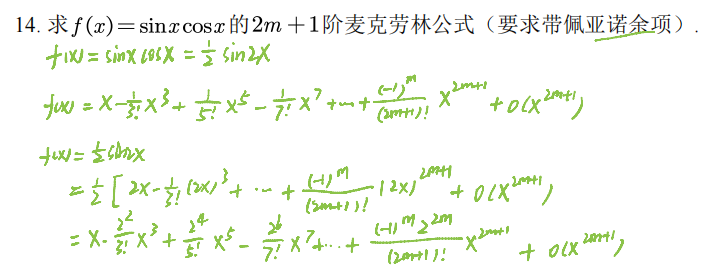 14. 求 f(x)=sinxcosx 的 2m+1 阶麦克劳林公式（要求带佩亚诺余项）.
f(x) = sinx cosx = 1/2 sin2x
f(x) = x - 1/3! x^3 + 1/5! x^5 - 1/7! x^7 + ... + (-1)^m/(2m+1)! x^{2m+1} + o(x^{2m+1})
f(x) = 1/2 sin2x
= 1/2 [ 2x - 1/3! (2x)^3 + ... + (-1)^m/(2m+1)! (2x)^{2m+1} + o(x^{2m+1})
= x - 2^2/3! x^3 + 2^4/5! x^5 - 2^6/7! x^7 + ... + (-1)^m 2^{2m}/(2m+1)! x^{2m+1} + o(x^{2m+1})